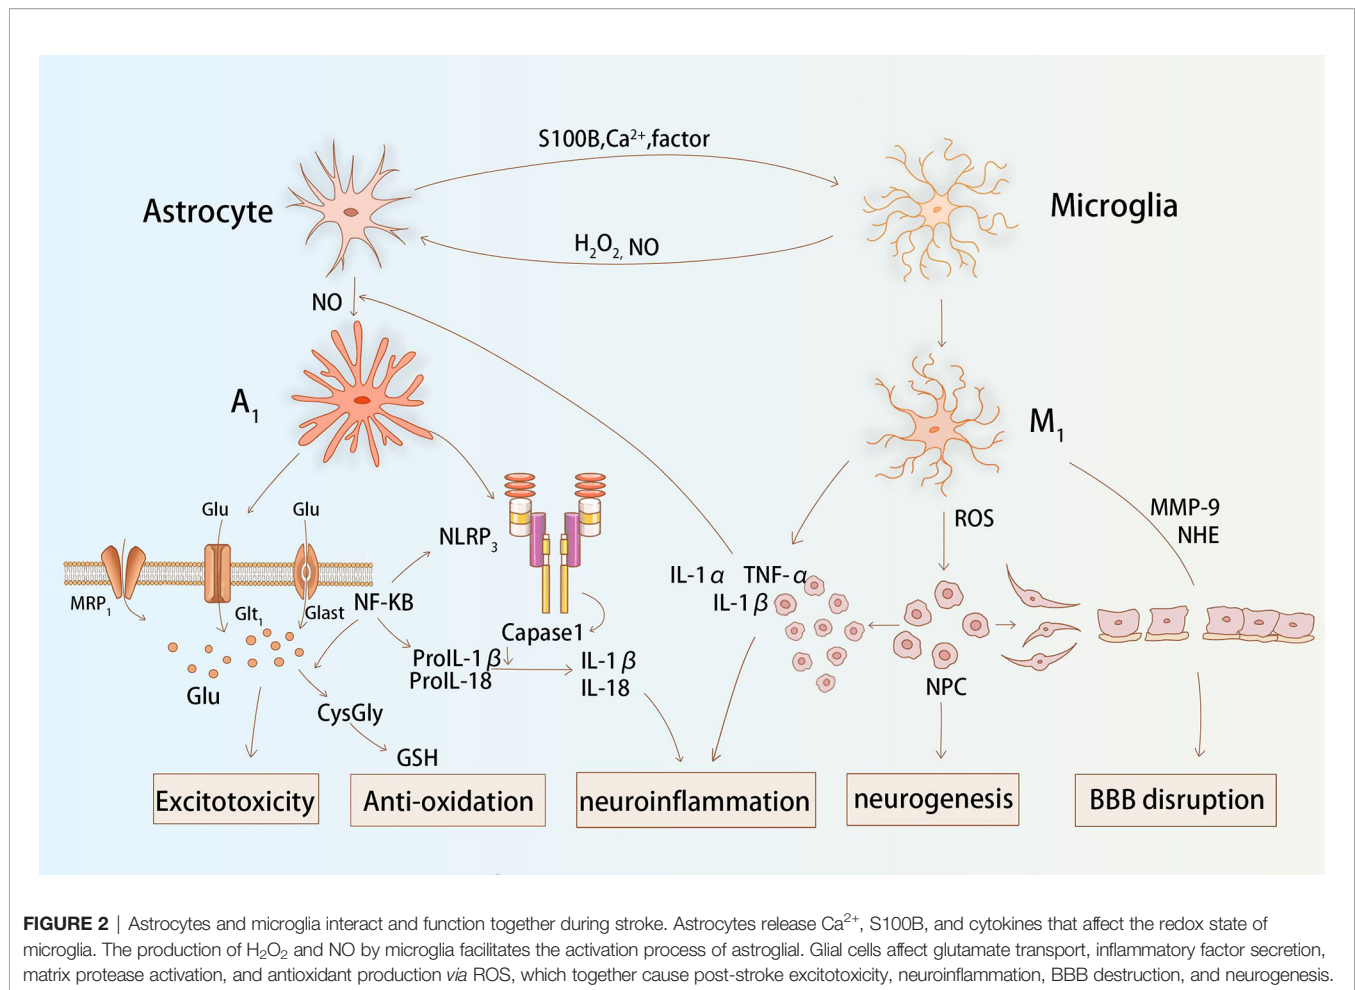 S100B,Ca²⁺,factor
Astrocyte
Microglia
H₂O₂, NO
NO
A₁
M₁
MMP-9
NHE
Glu
Glu
ROS
NLRP₃
IL-1α TNF-α
IL-1β
MRP₁
Glt₁
Glast
NF-KB
Capase1
ProIL-1β
ProIL-18
IL-1β
IL-18
Glu
NPC
CysGly
GSH
Excitotoxicity
Anti-oxidation
neuroinflammation
neurogenesis
BBB disruption
FIGURE 2 | Astrocytes and microglia interact and function together during stroke. Astrocytes release Ca²⁺, S100B, and cytokines that affect the redox state of
microglia. The production of H₂O₂ and NO by microglia facilitates the activation process of astroglial. Glial cells affect glutamate transport, inflammatory factor secretion,
matrix protease activation, and antioxidant production via ROS, which together cause post-stroke excitotoxicity, neuroinflammation, BBB destruction, and neurogenesis.